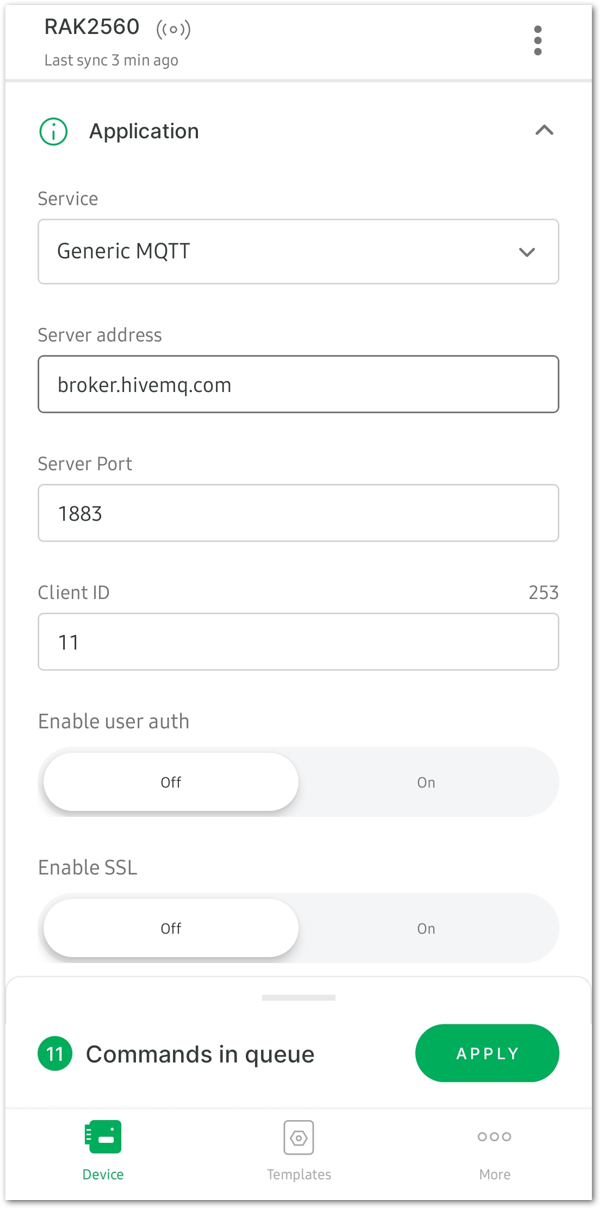 RAK2560
Last sync 3 min ago
Application
Service
Generic MQTT
Server address
broker.hivemq.com
Server Port
1883
Client ID 253
11
Enable user auth
Off On
Enable SSL
Off On
11 Commands in queue APPLY
Device Templates More